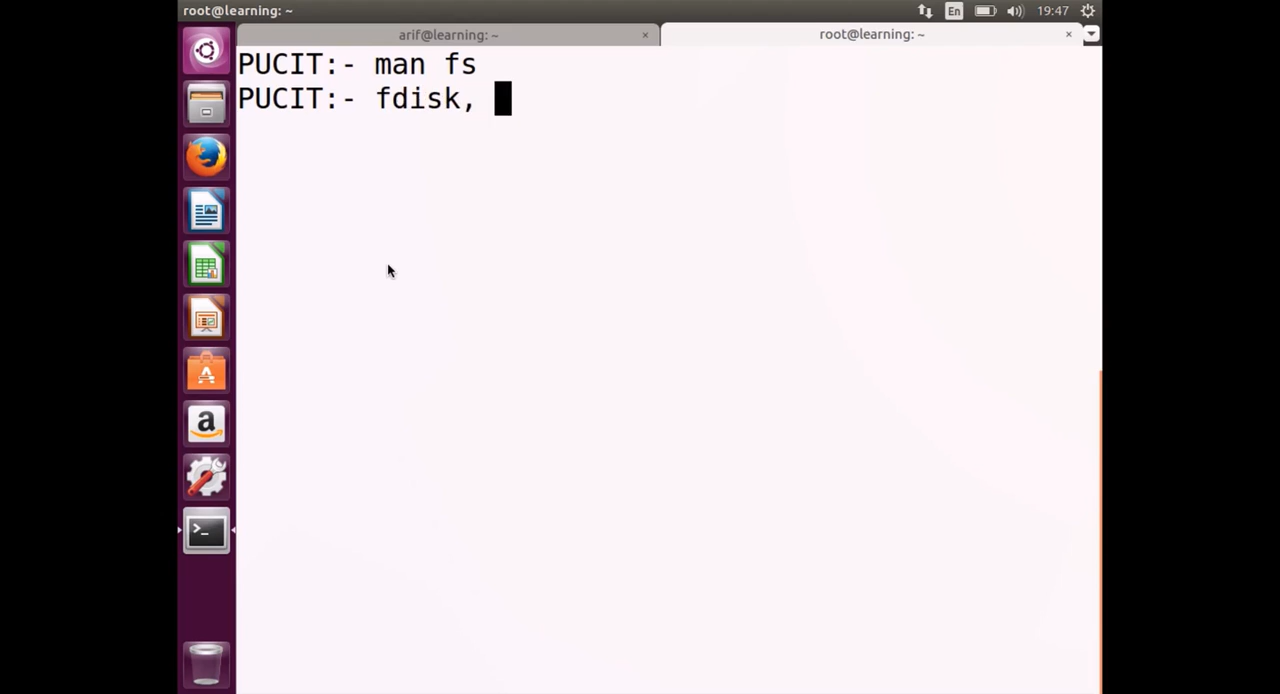 root@learning: ~
En
19:47
arif@learning: ~ ×
root@learning: ~ ×
PUCIT:- man fs
PUCIT:- fdisk,